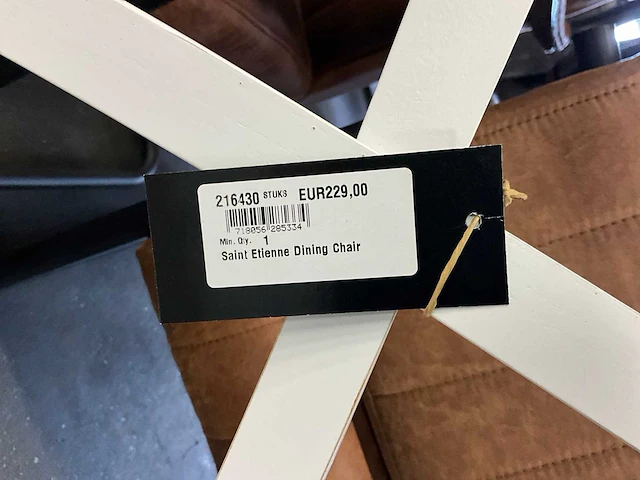 216430 STUKS EUR229,00
718056 285334
Min. Qty. 1
Saint Etienne Dining Chair